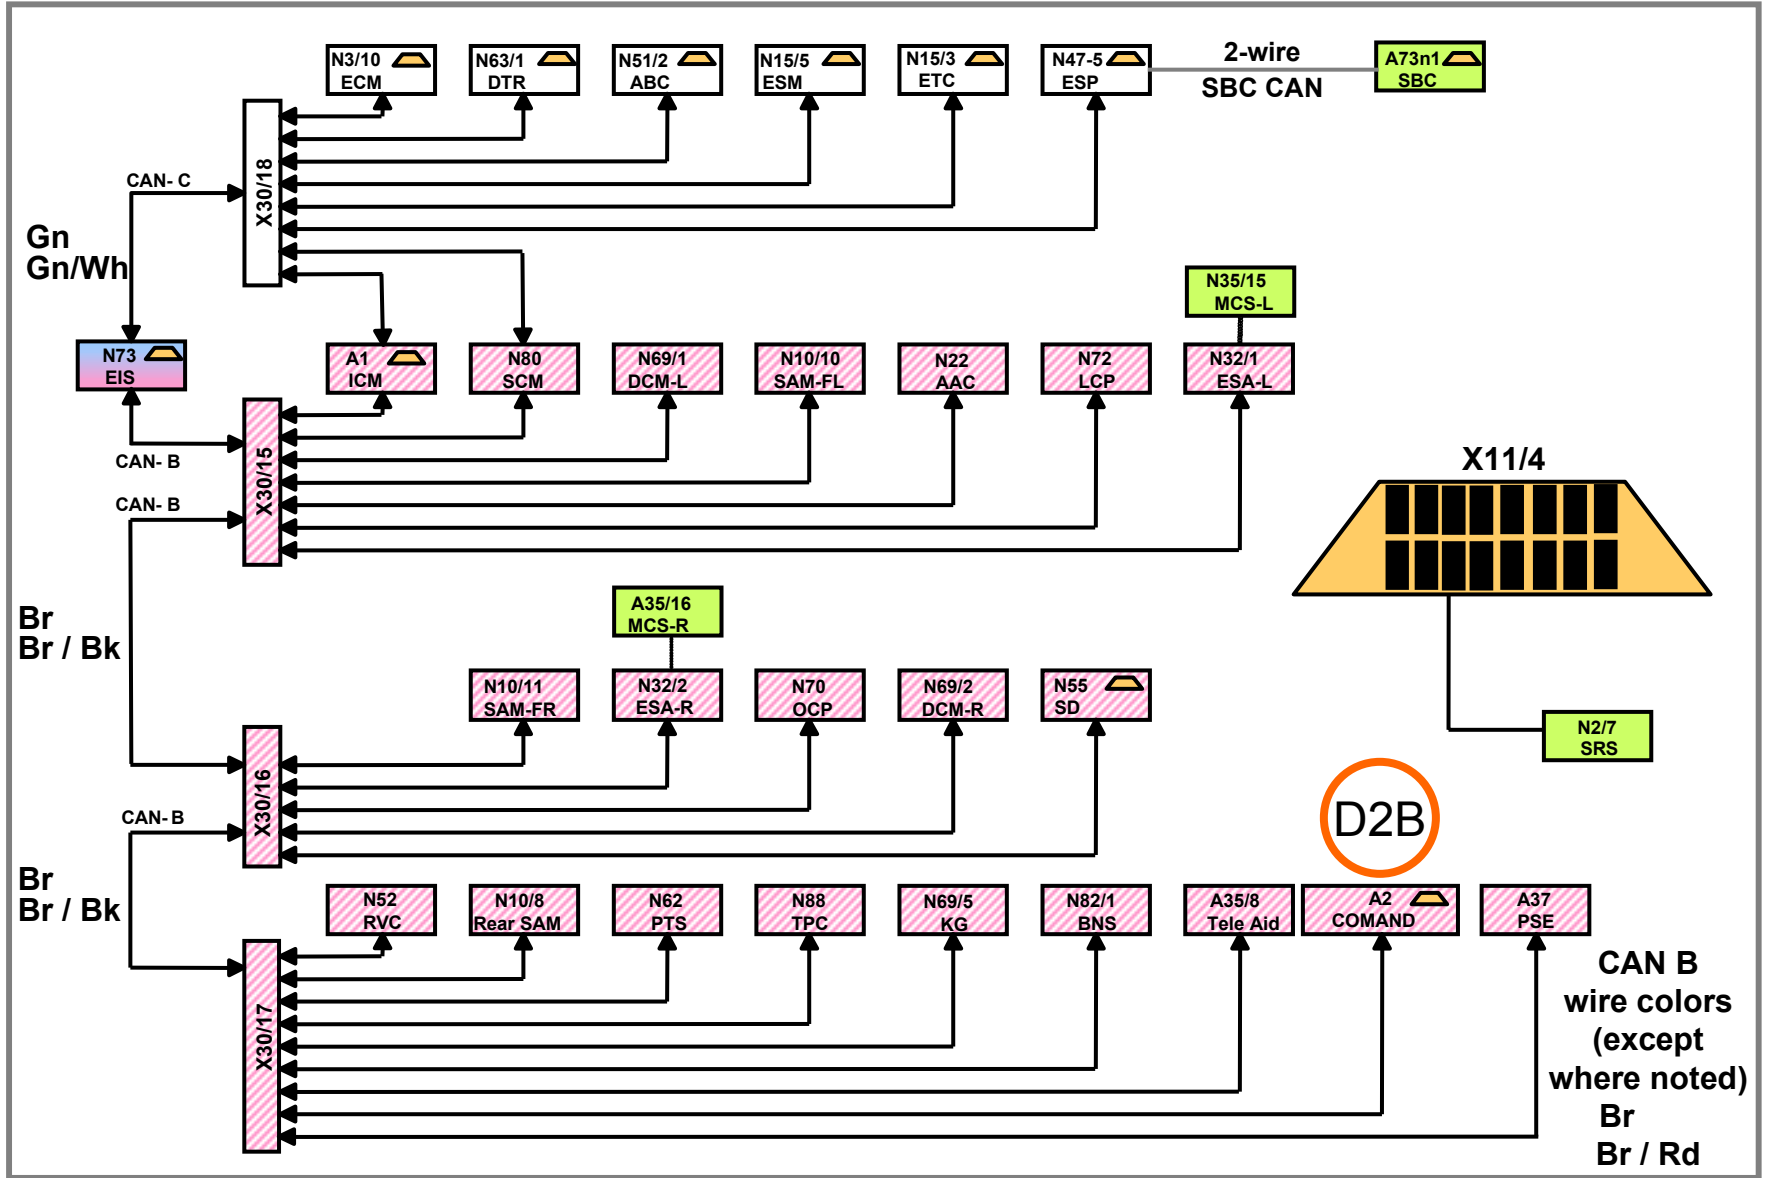 N3/10
ECM
N63/1
DTR
N51/2
ABC
N15/5
ESM
N15/3
ETC
N47-5
ESP
2-wire
SBC CAN
A73n1
SBC
X30/18
CAN- C
Gn
Gn/Wh
N35/15
MCS-L
N73
EIS
A1
ICM
N80
SCM
N69/1
DCM-L
N10/10
SAM-FL
N22
AAC
N72
LCP
N32/1
ESA-L
CAN- B
X30/15
CAN- B
X11/4
Br
Br / Bk
A35/16
MCS-R
N10/11
SAM-FR
N32/2
ESA-R
N70
OCP
N69/2
DCM-R
N55
SD
N2/7
SRS
X30/16
CAN- B
D2B
Br
Br / Bk
N52
RVC
N10/8
Rear SAM
N62
PTS
N88
TPC
N69/5
KG
N82/1
BNS
A35/8
Tele Aid
A2
COMAND
A37
PSE
X30/17
CAN B
wire colors
(except
where noted)
Br
Br / Rd